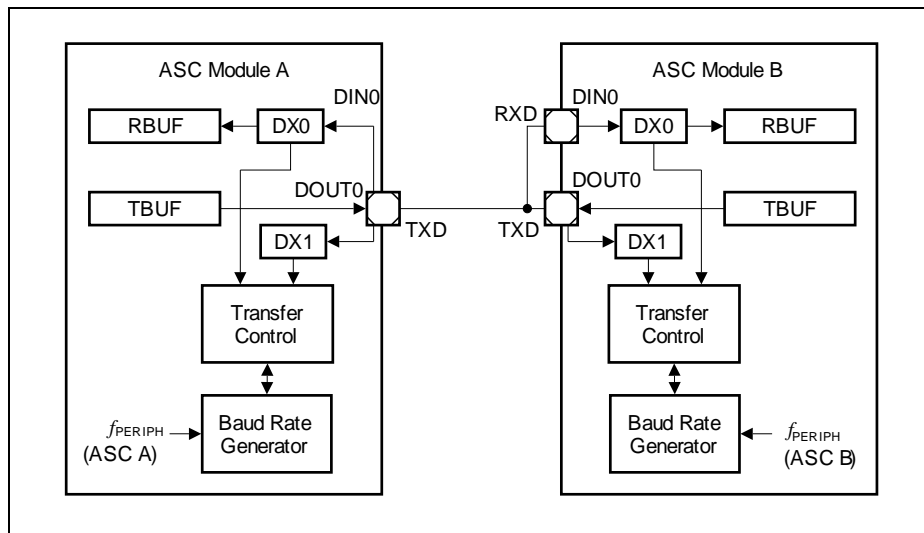 ASC Module A
DIN0
RBUF
DX0
DOUT0
TBUF
TXD
DX1
Transfer
Control
Baud Rate
Generator
fPERIPH
(ASC A)
ASC Module B
RXD
DIN0
DX0
RBUF
DOUT0
TXD
TBUF
DX1
Transfer
Control
Baud Rate
Generator
fPERIPH
(ASC B)